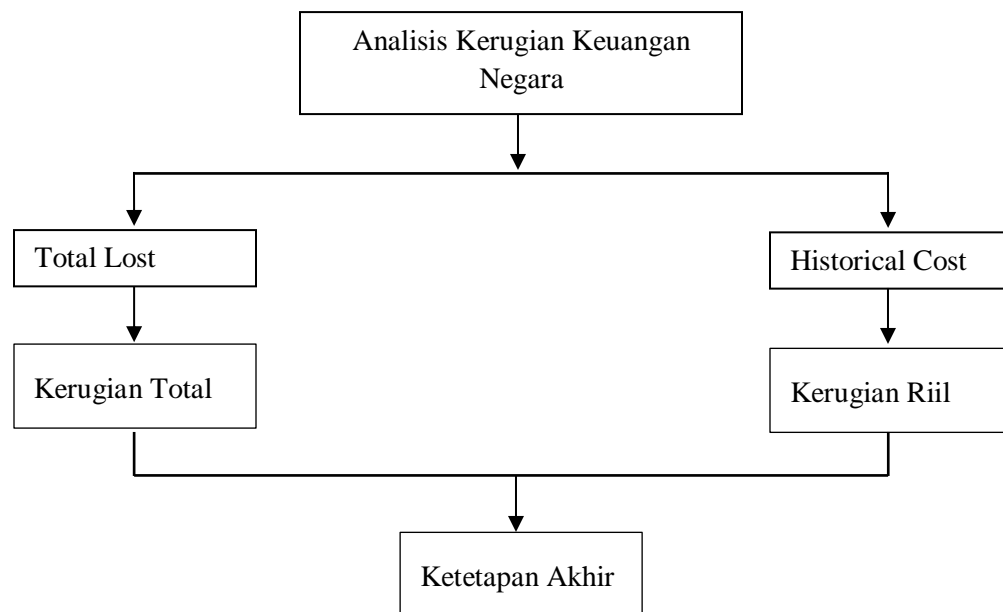 Analisis Kerugian Keuangan
Negara
Total Lost
Historical Cost
Kerugian Total
Kerugian Riil
Ketetapan Akhir